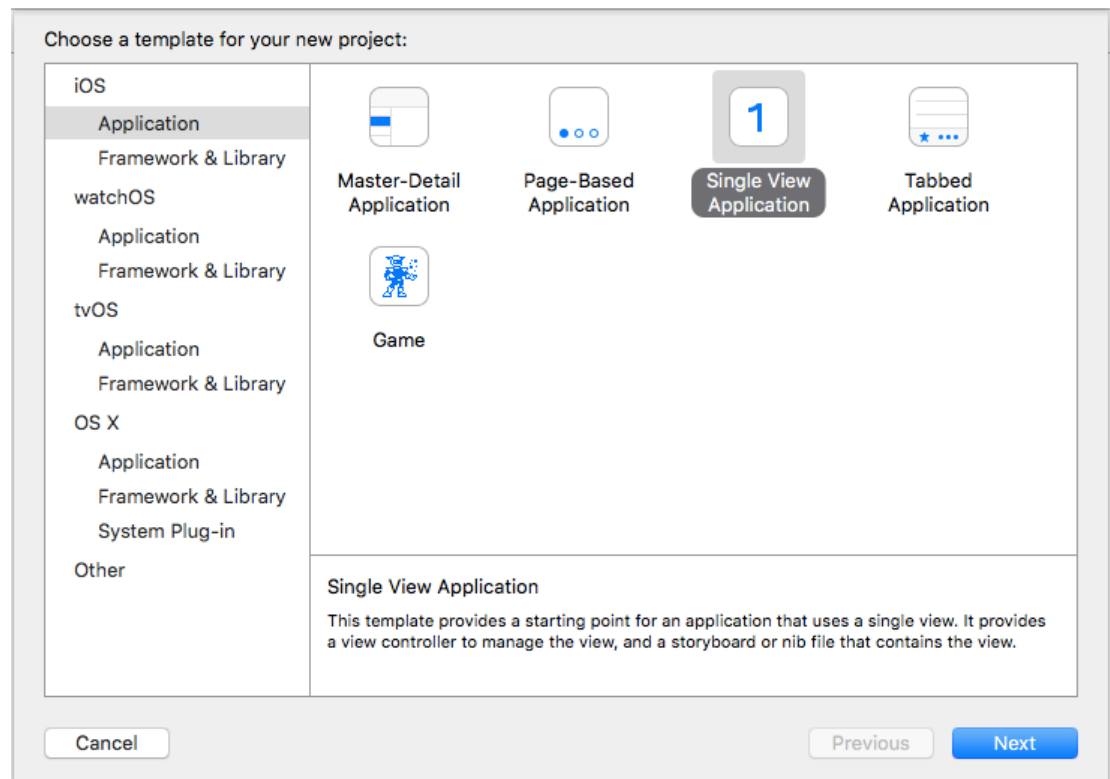 Choose a template for your new project:
iOS
Application
Framework & Library
watchOS
Application
Framework & Library
tvOS
Application
Framework & Library
OS X
Application
Framework & Library
System Plug-in
Other
Master-Detail
Application
Page-Based
Application
1
Single View
Application
Tabbed
Application
Game
Single View Application
This template provides a starting point for an application that uses a single view. It provides
a view controller to manage the view, and a storyboard or nib file that contains the view.
Cancel
Previous
Next